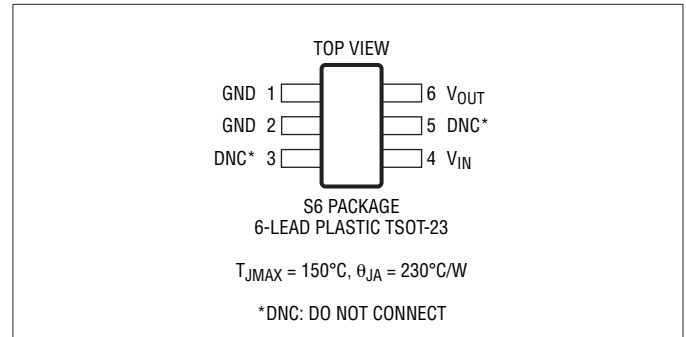 TOP VIEW
GND 1 6 VOUT
GND 2 5 DNC*
DNC* 3 4 VIN
S6 PACKAGE
6-LEAD PLASTIC TSOT-23
TJMAX = 150°C, θJA = 230°C/W
*DNC: DO NOT CONNECT